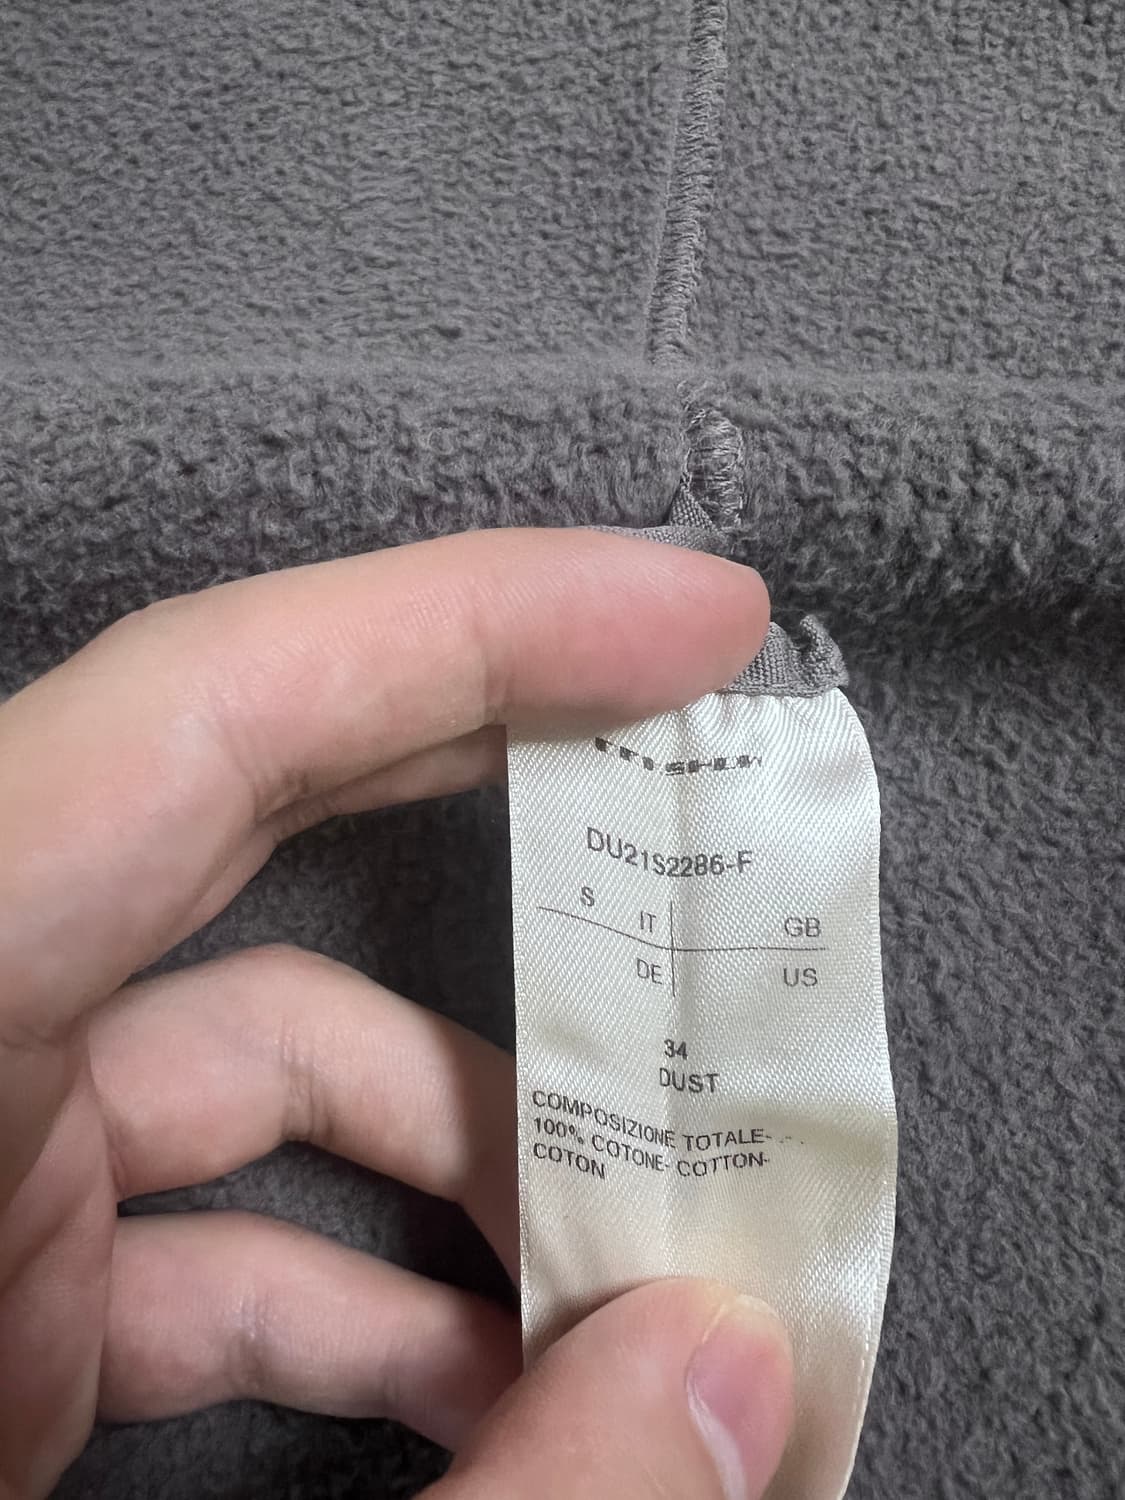 DU21S2286-F
S IT GB
DE US
34
DUST
COMPOSIZIONE TOTALE-
100% COTONE- COTTON-
COTON